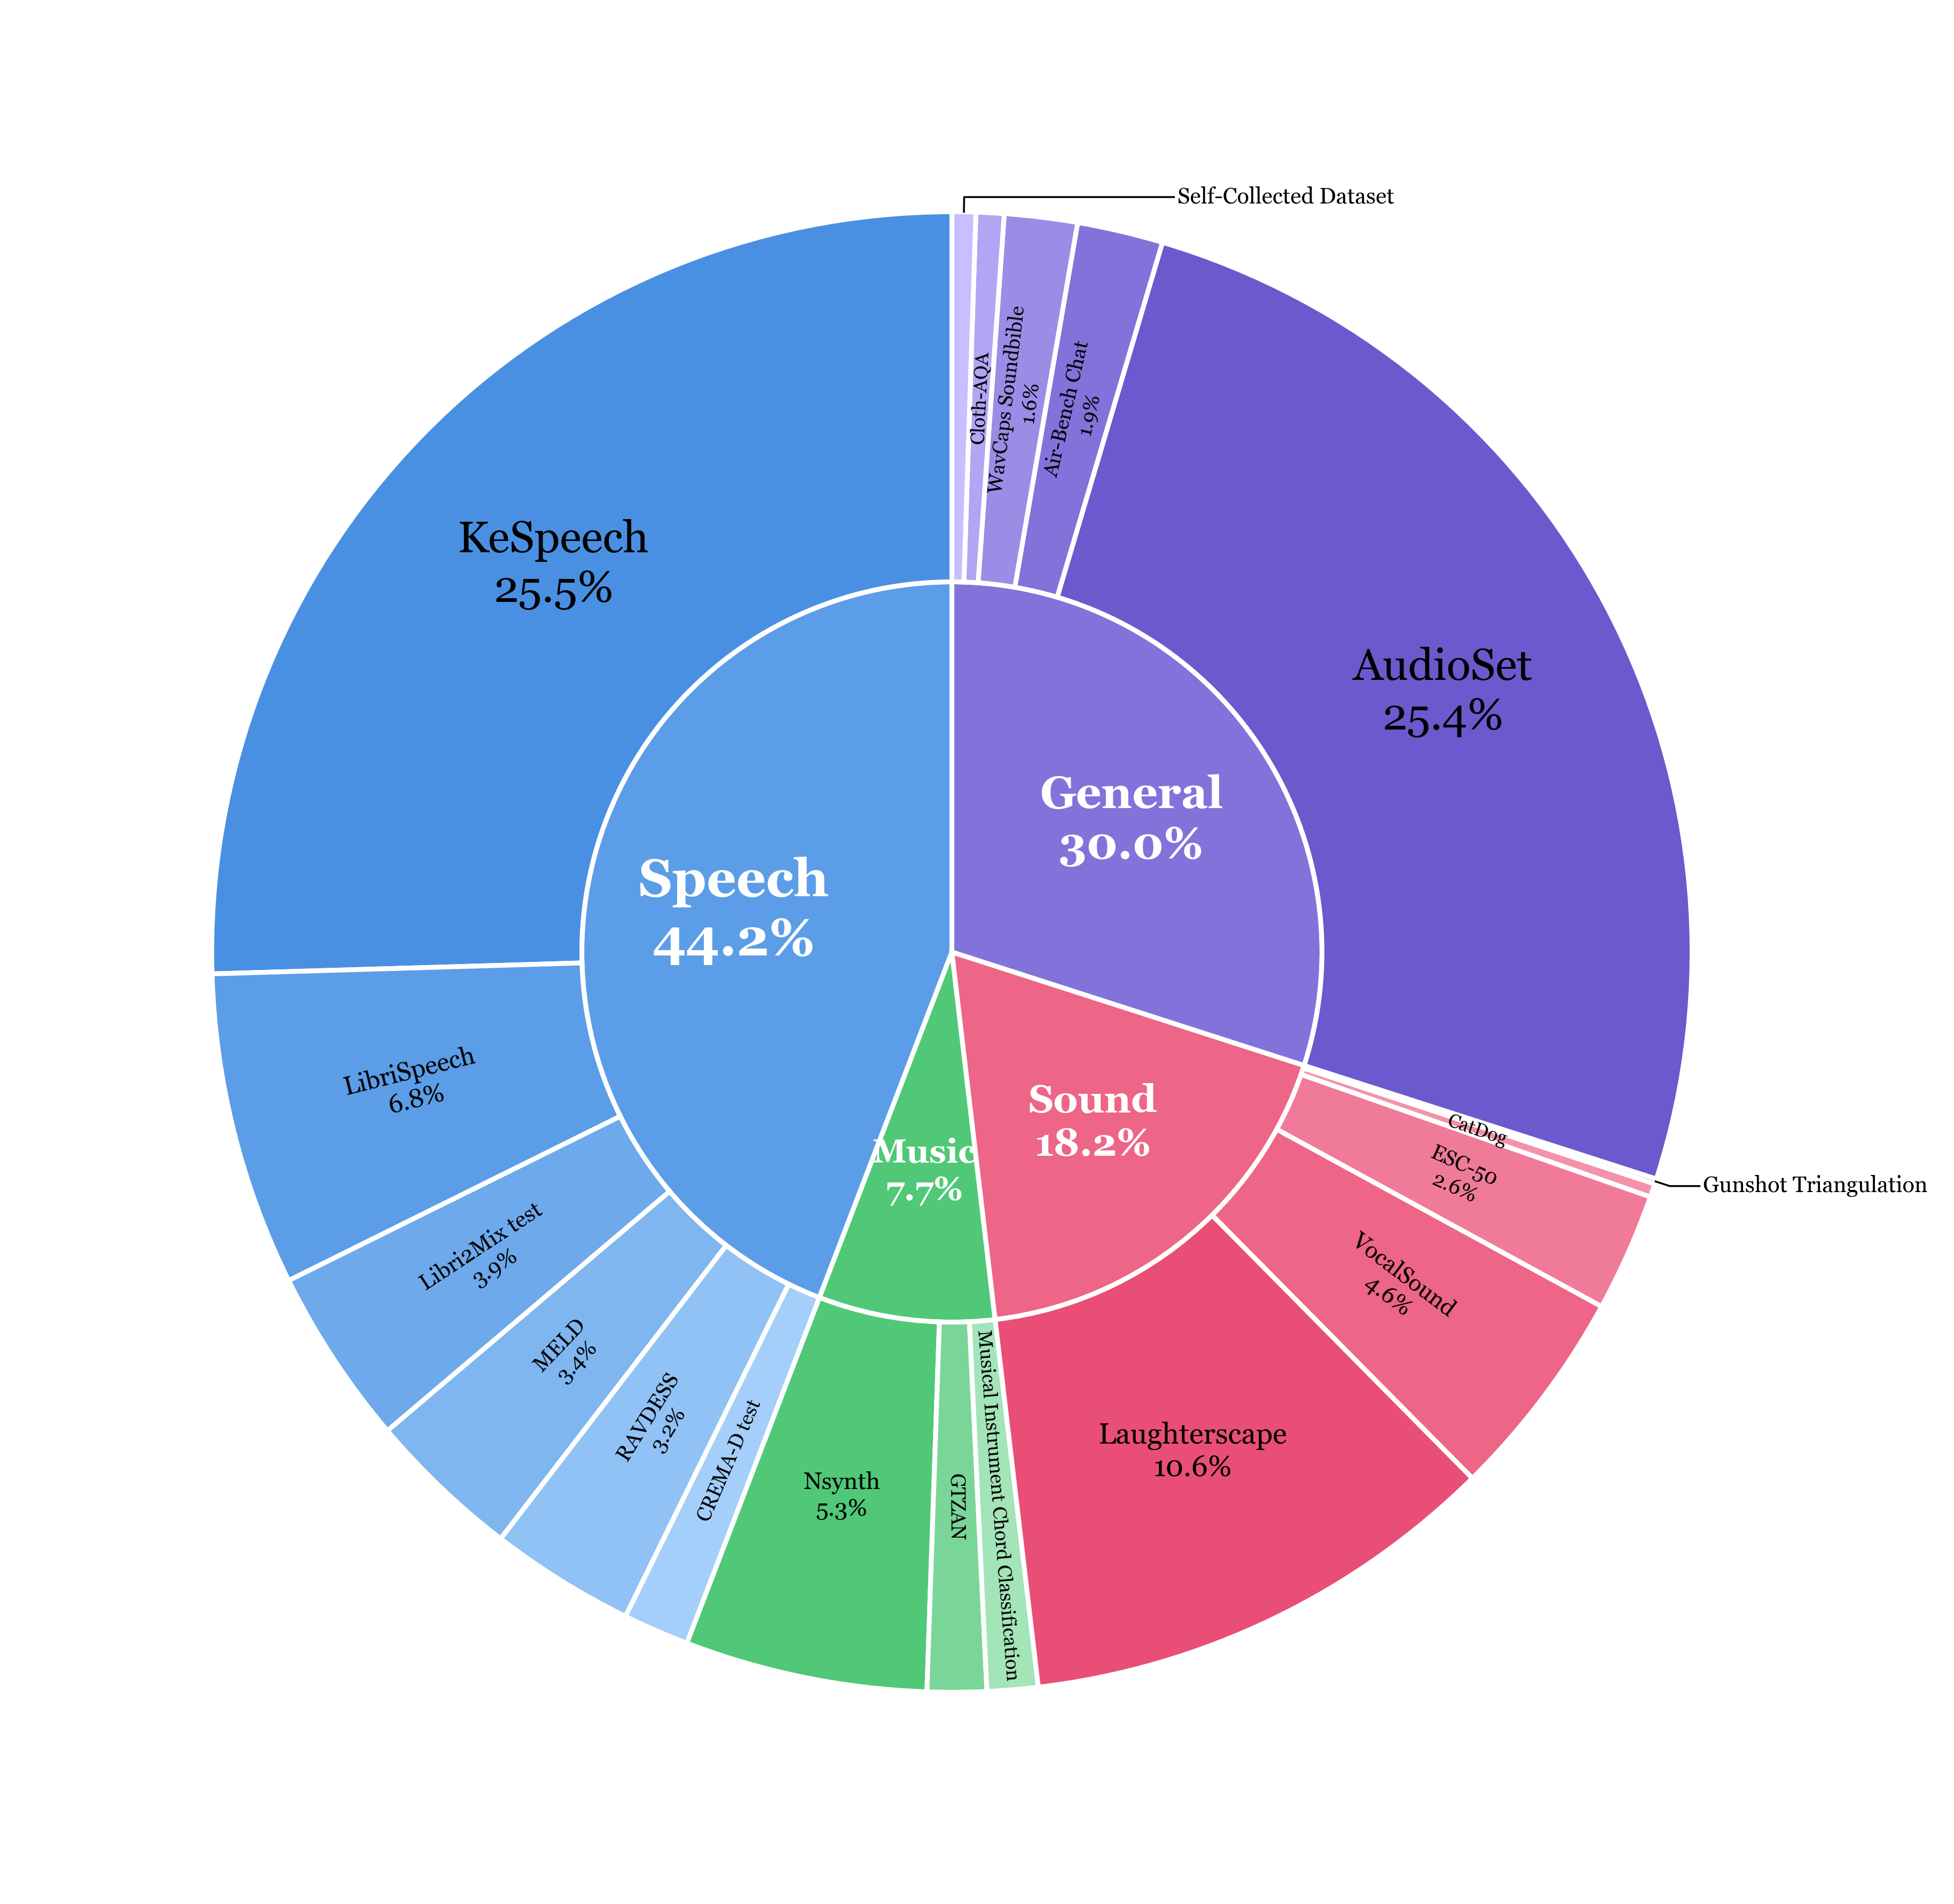 Self-Collected Dataset
Cloth-AQA
WavCaps Soundbible
1.6%
Air-Bench Chat
1.9%
KeSpeech
25.5%
AudioSet
25.4%
General
30.0%
Speech
44.2%
LibriSpeech
6.8%
Sound
18.2%
Music
7.7%
CatDog
ESC-50
2.6%
Gunshot Triangulation
VocalSound
4.6%
Libri2Mix test
3.9%
MELD
3.4%
RAVDESS
3.2%
CREMA-D test
Nsynth
5.3%
GTZAN
Musical Instrument Chord Classification
Laughterscape
10.6%